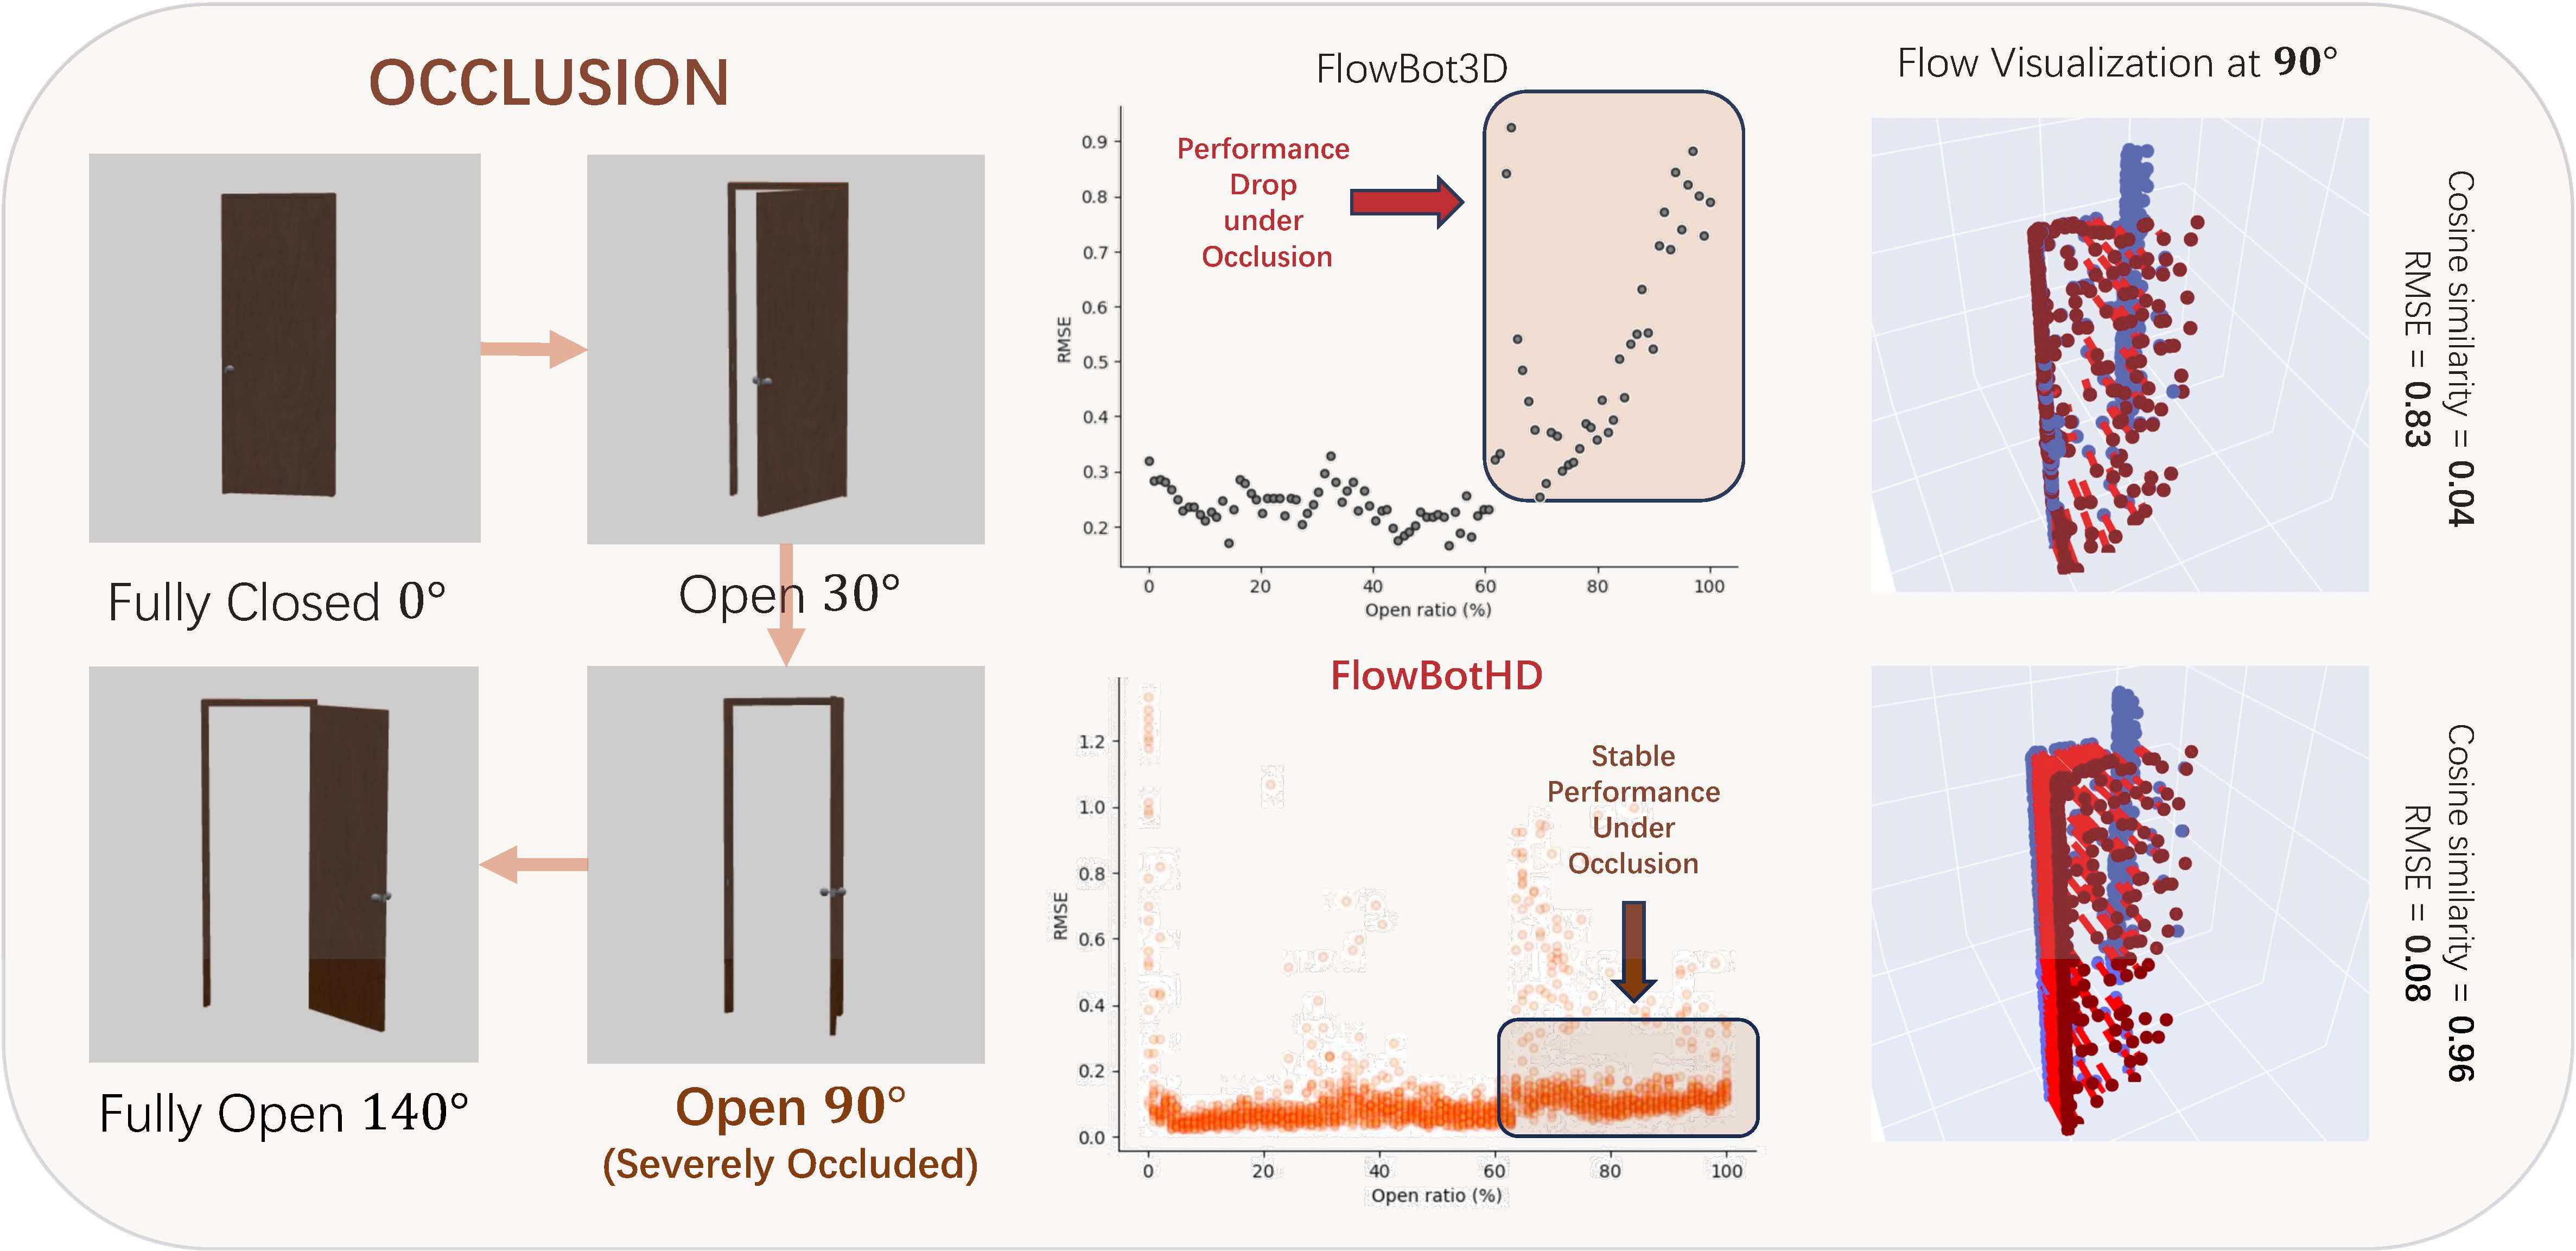 OCCLUSION
Fully Closed 0°
Open 30°
Fully Open 140°
Open 90°
(Severely Occluded)
FlowBot3D
Performance
Drop
under
Occlusion
0.9
0.8
0.7
0.6
0.5
0.4
0.3
0.2
RMSE
0 20 40 60 80 100
Open ratio (%)
FlowBotHD
Stable
Performance
Under
Occlusion
1.2
1.0
0.8
0.6
0.4
0.2
0.0
RMSE
0 20 40 60 80 100
Open ratio (%)
Flow Visualization at 90°
Cosine similarity = 0.04
RMSE = 0.83
Cosine similarity = 0.96
RMSE = 0.08